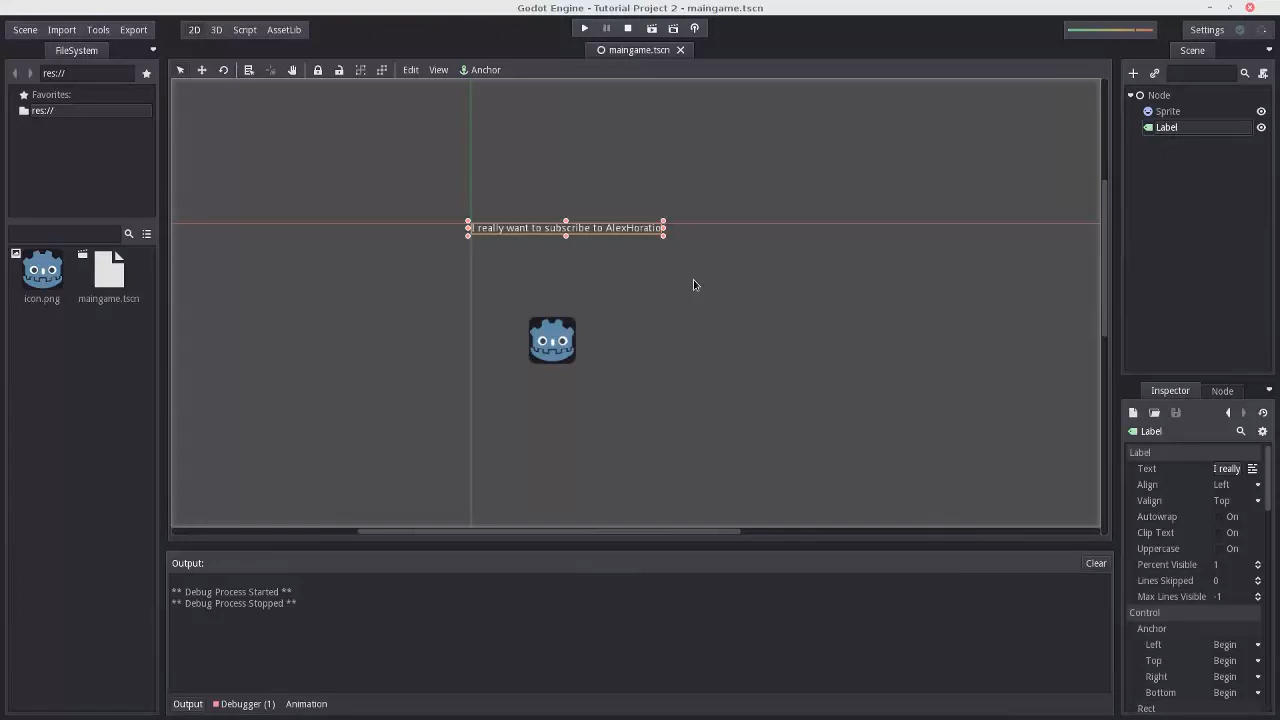 Godot Engine - Tutorial Project 2 - maingame.tscn
Scene Import Tools Export
2D 3D Script AssetLib
Settings
FileSystem
maingame.tscn
Scene
res://
Edit View Anchor
Favorites:
res://
Node
Sprite
Label
I really want to subscribe to AlexHoratio
icon.png
maingame.tscn
Inspector Node
Label
Label
Text I really
Align Left
Valign Top
Autowrap On
Clip Text On
Uppercase On
Percent Visible 1
Lines Skipped 0
Max Lines Visible -1
Control
Anchor
Left Begin
Top Begin
Right Begin
Bottom Begin
Rect
Output:
Clear
** Debug Process Started **
** Debug Process Stopped **
Output Debugger (1) Animation